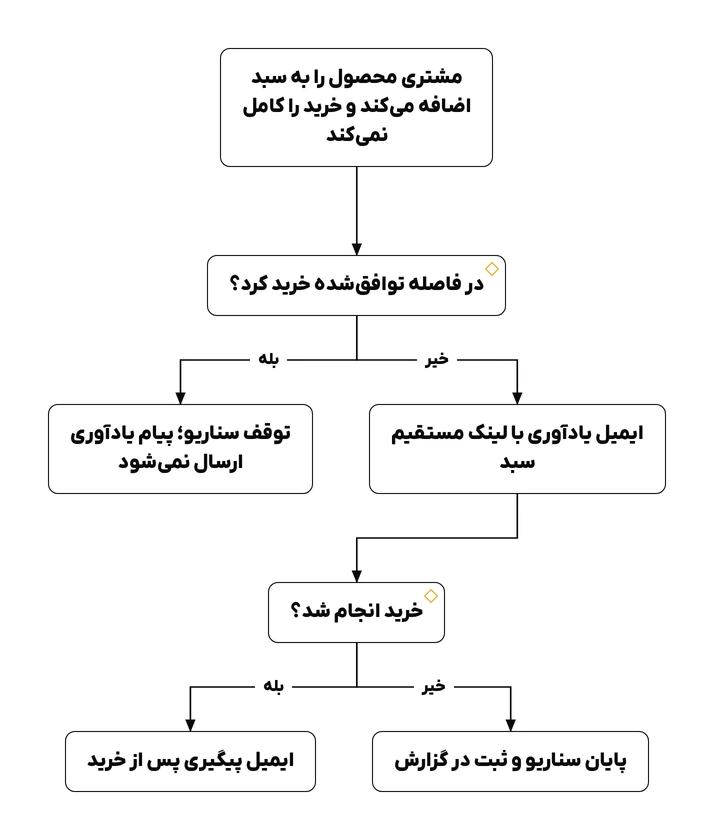 مشتری محصول را به سبد
اضافه می‌کند و خرید را کامل
نمی‌کند
در فاصله توافق‌شده خرید کرد؟
خیر
بله
ایمیل یادآوری با لینک مستقیم
سبد
توقف سناریو؛ پیام یادآوری
ارسال نمی‌شود
خرید انجام شد؟
خیر
بله
پایان سناریو و ثبت در گزارش
ایمیل پیگیری پس از خرید